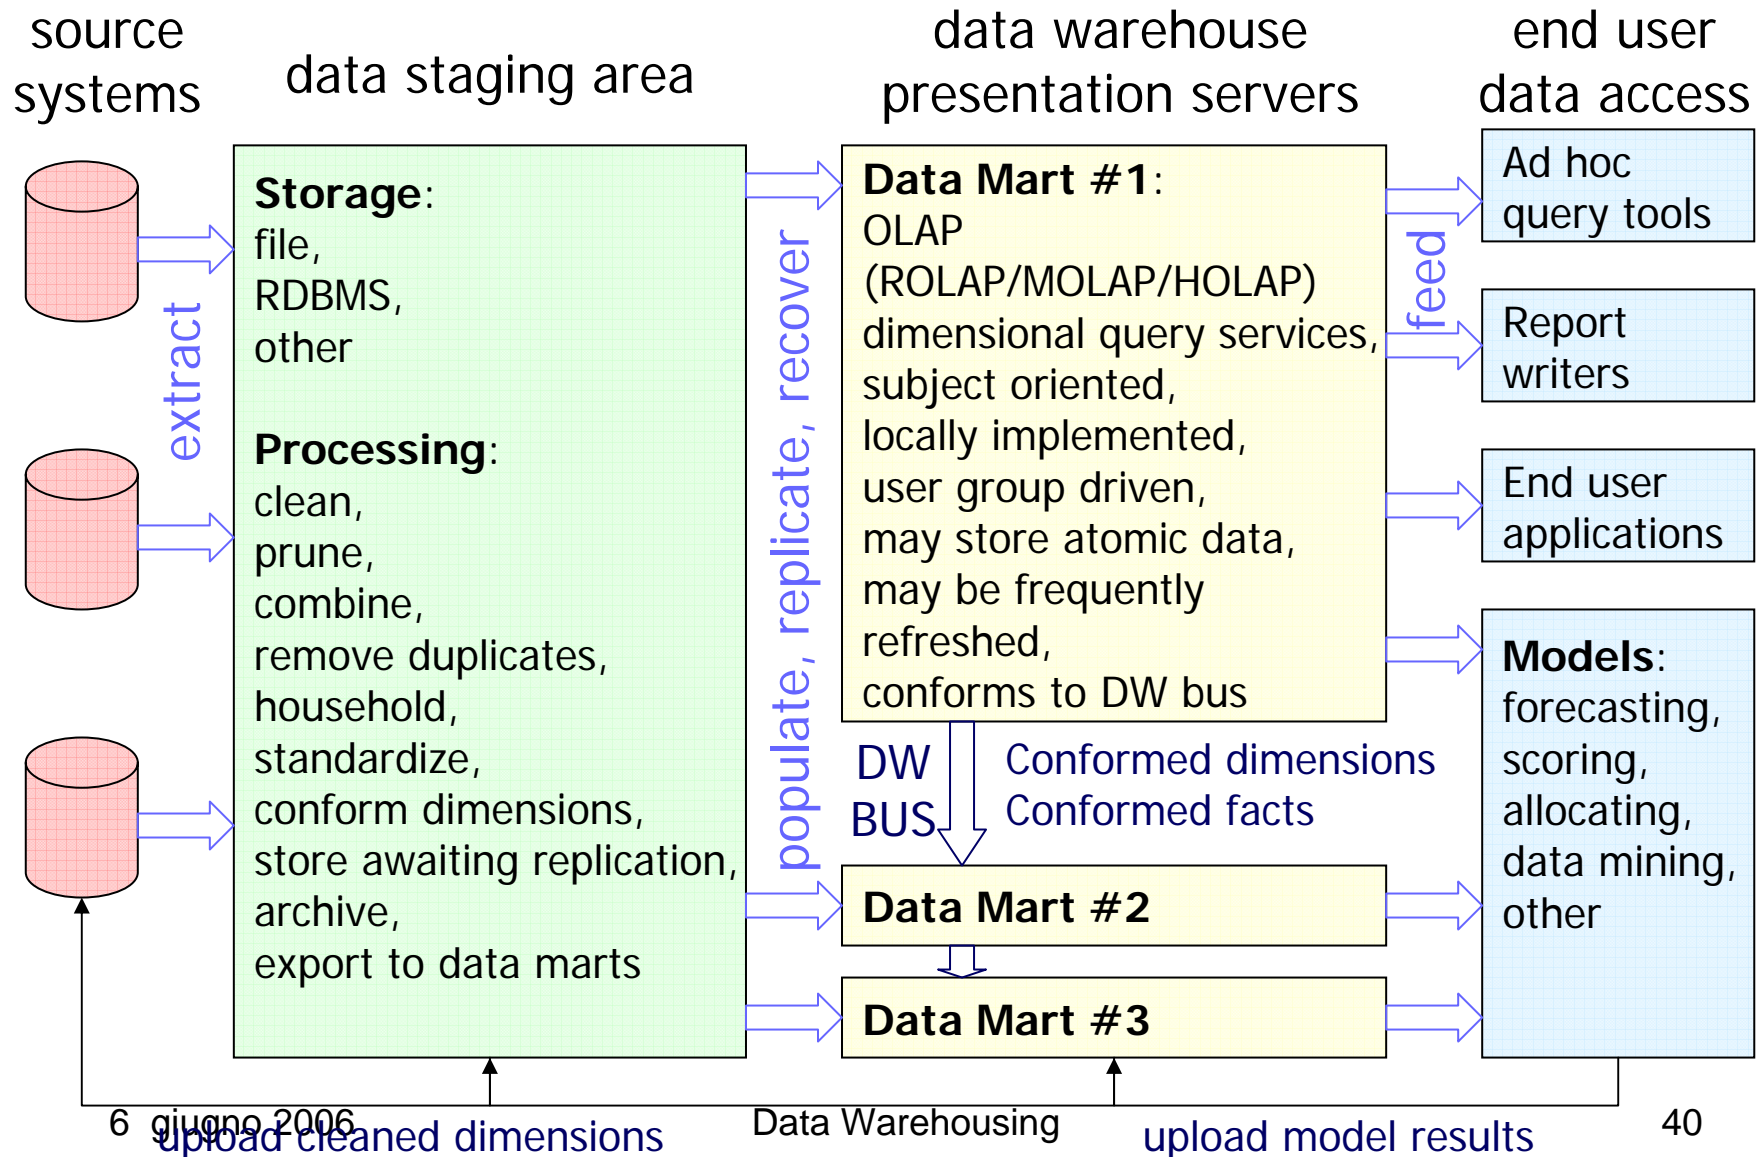 source
systems
data staging area
data warehouse
presentation servers
end user
data access
extract
Storage:
file,
RDBMS,
other
Processing:
clean,
prune,
combine,
remove duplicates,
household,
standardize,
conform dimensions,
store awaiting replication,
archive,
export to data marts
populate, replicate, recover
Data Mart #1:
OLAP
(ROLAP/MOLAP/HOLAP)
dimensional query services,
subject oriented,
locally implemented,
user group driven,
may store atomic data,
may be frequently
refreshed,
conforms to DW bus
DW
BUS
Conformed dimensions
Conformed facts
Data Mart #2
Data Mart #3
feed
Ad hoc
query tools
Report
writers
End user
applications
Models:
forecasting,
scoring,
allocating,
data mining,
other
6 giugno 2006
Data Warehousing
40
upload cleaned dimensions
upload model results